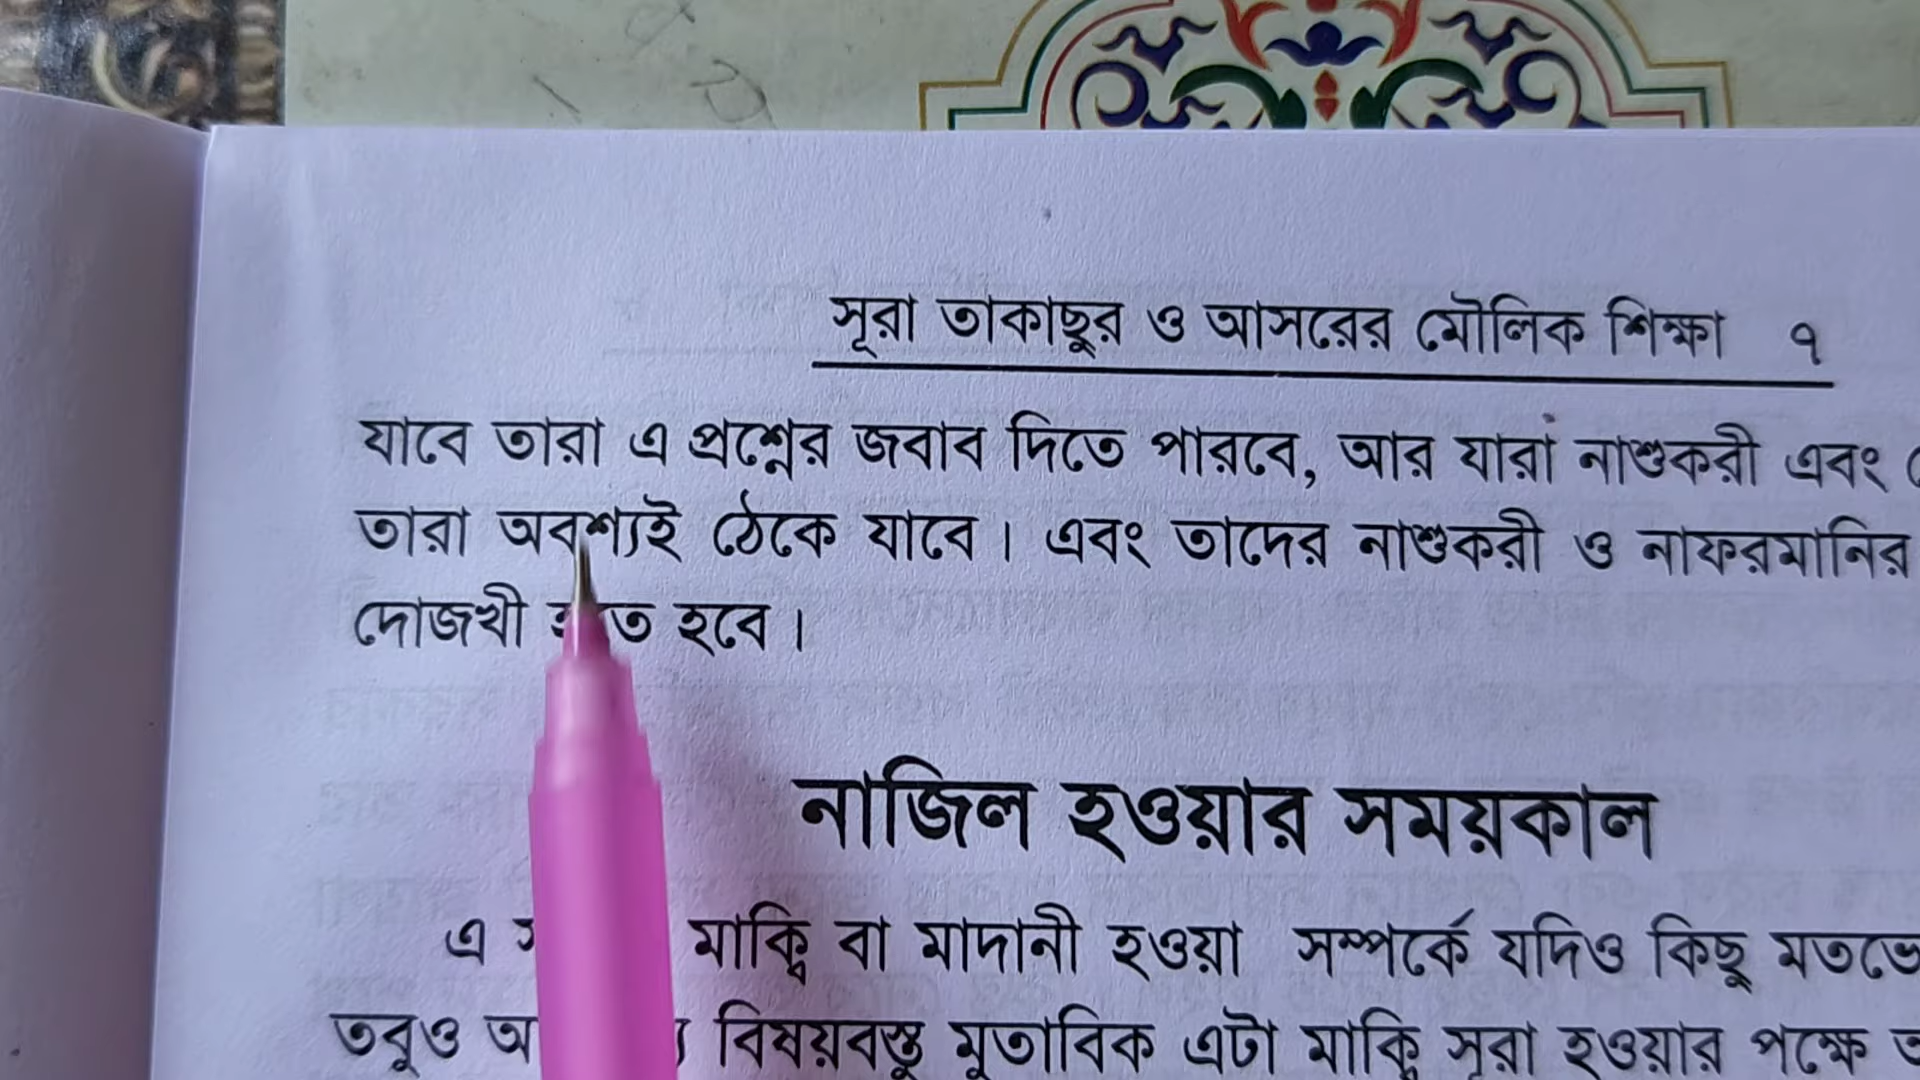 সূরা তাকাছুর ও আসরের মৌলিক শিক্ষা ৭
যাবে তারা এ প্রশ্নের জবাব দিতে পারবে, আর যারা নাশুকরী এবং
তারা অবশ্যই ঠেকে যাবে। এবং তাদের নাশুকরী ও নাফরমানির
দোজখী হবে।
নাজিল হওয়ার সময়কাল
এ মাক্কি বা মাদানী হওয়া সম্পর্কে যদিও কিছু
তবুও বিষয়বস্তু মুতাবিক এটা মাক্কি সূরা হওয়ার পক্ষে